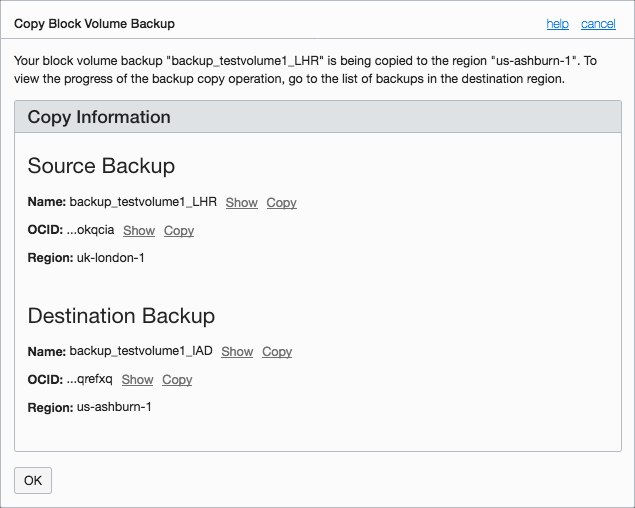 Copy Block Volume Backup help cancel
Your block volume backup "backup_testvolume1_LHR" is being copied to the region "us-ashburn-1". To
view the progress of the backup copy operation, go to the list of backups in the destination region.
Copy Information
Source Backup
Name: backup_testvolume1_LHR Show Copy
OCID: ...okqcia Show Copy
Region: uk-london-1
Destination Backup
Name: backup_testvolume1_IAD Show Copy
OCID: ...qrefxq Show Copy
Region: us-ashburn-1
OK